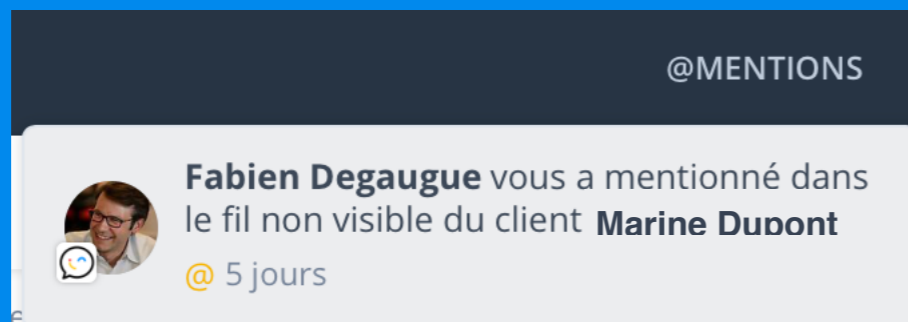 @MENTIONS
Fabien Degaugue vous a mentionné dans
le fil non visible du client Marine Dupont
@ 5 jours